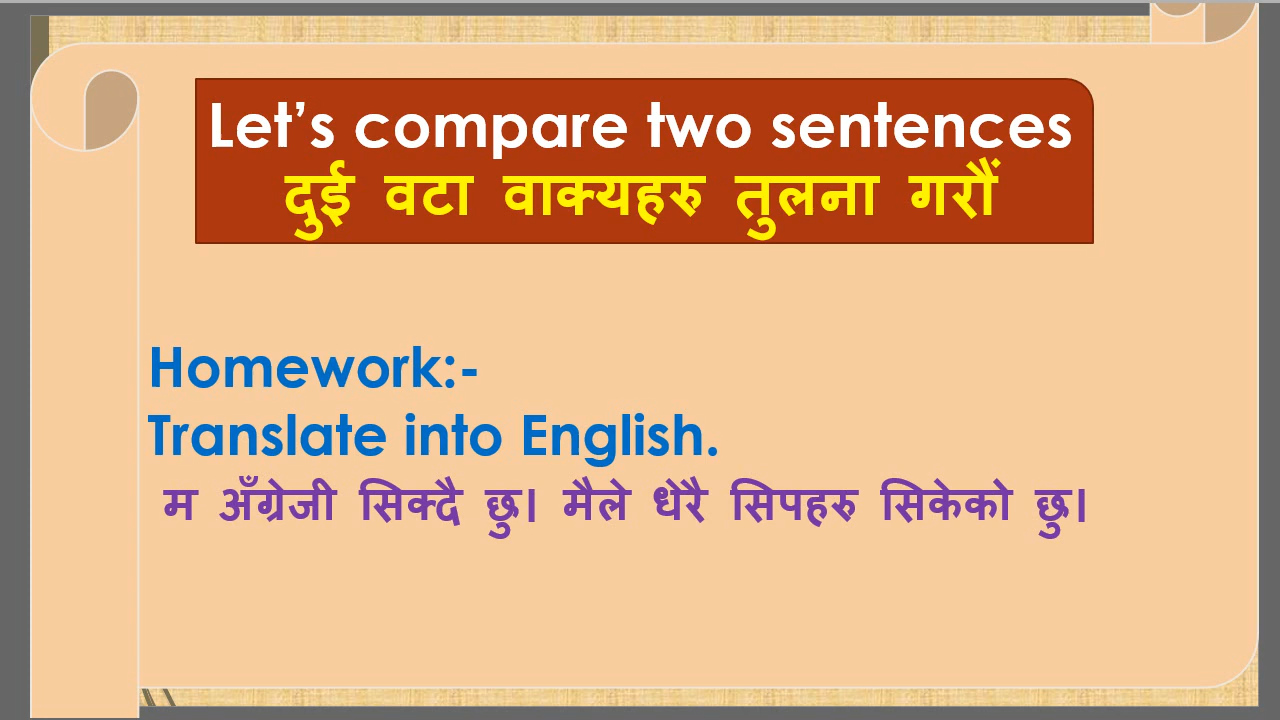 Let’s compare two sentences
दुई वटा वाक्यहरु तुलना गरौं
Homework:-
Translate into English.
म अँग्रेजी सिक्दै छु। मैले धेरै सिपहरु सिकेको छु।